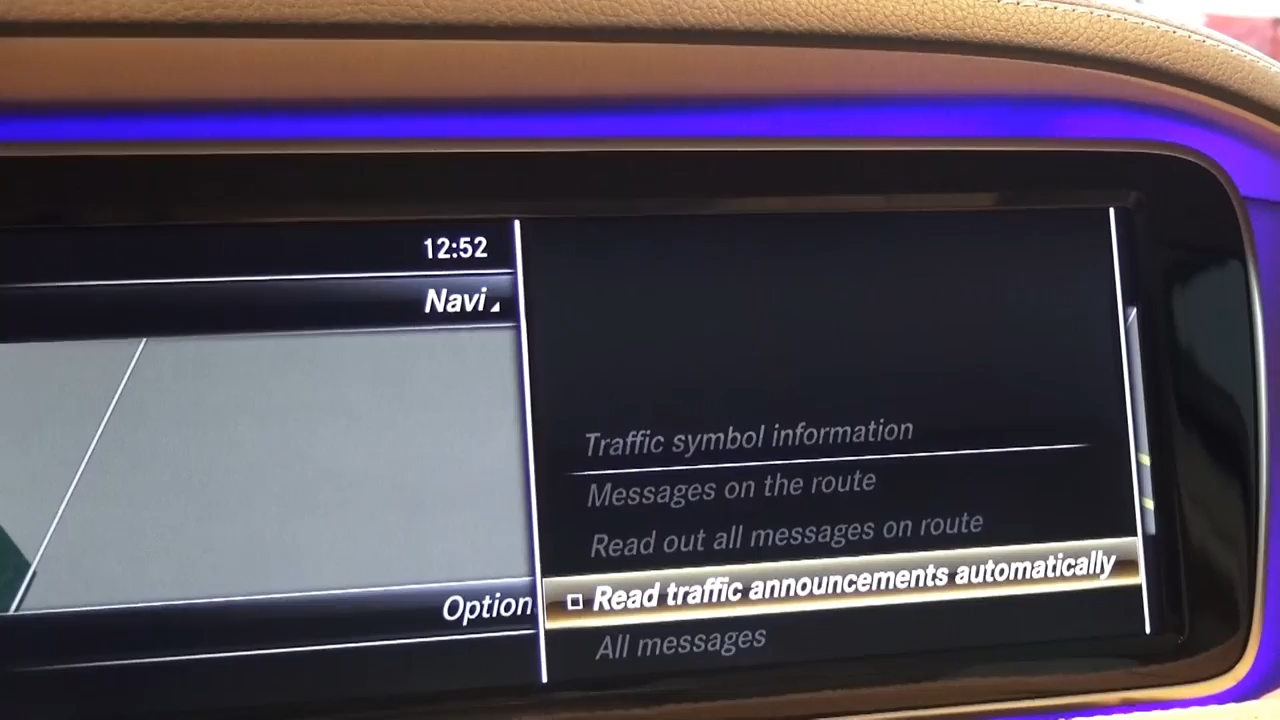 12:52
Navi
Traffic symbol information
Messages on the route
Read out all messages on route
Read traffic announcements automatically
All messages
Option